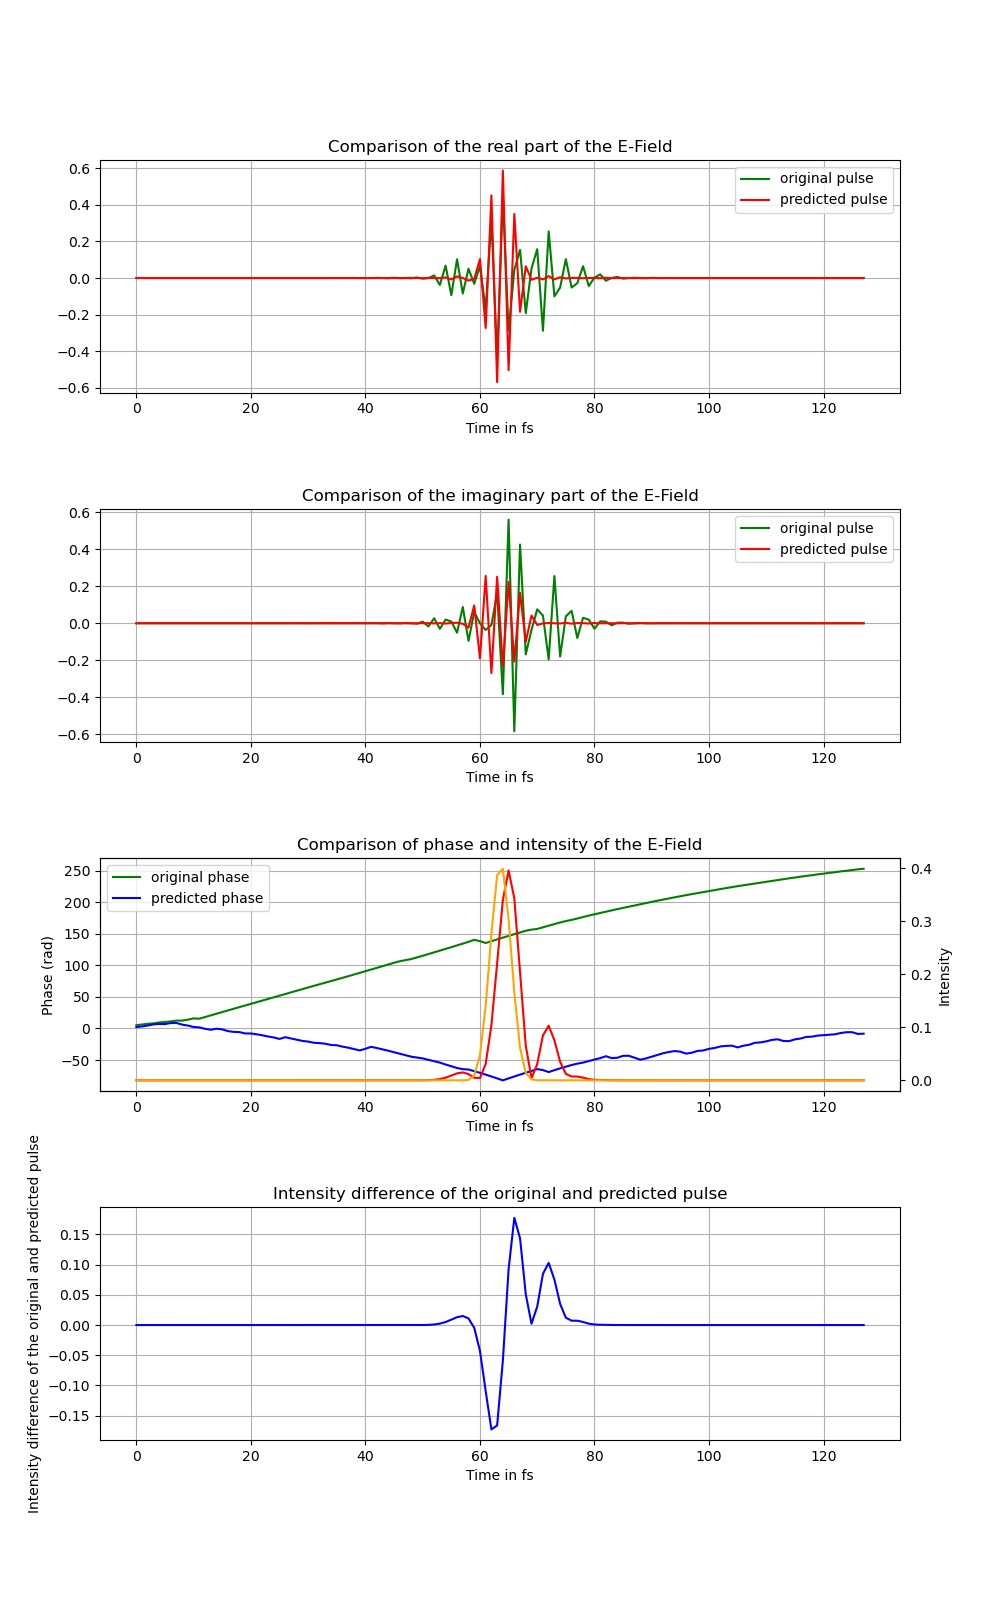 Comparison of the real part of the E-Field
0.6
0.4
0.2
0.0
−0.2
−0.4
−0.6
original pulse
predicted pulse
0 20 40 60 80 100 120
Time in fs
Comparison of the imaginary part of the E-Field
0.6
0.4
0.2
0.0
−0.2
−0.4
−0.6
original pulse
predicted pulse
0 20 40 60 80 100 120
Time in fs
Comparison of phase and intensity of the E-Field
Phase (rad)
250
200
150
100
50
0
−50
original phase
predicted phase
0.4
0.3
0.2
0.1
0.0
Intensity
0 20 40 60 80 100 120
Time in fs
Intensity difference of the original and predicted pulse
Intensity difference of the original and predicted pulse
0.15
0.10
0.05
0.00
−0.05
−0.10
−0.15
0 20 40 60 80 100 120
Time in fs